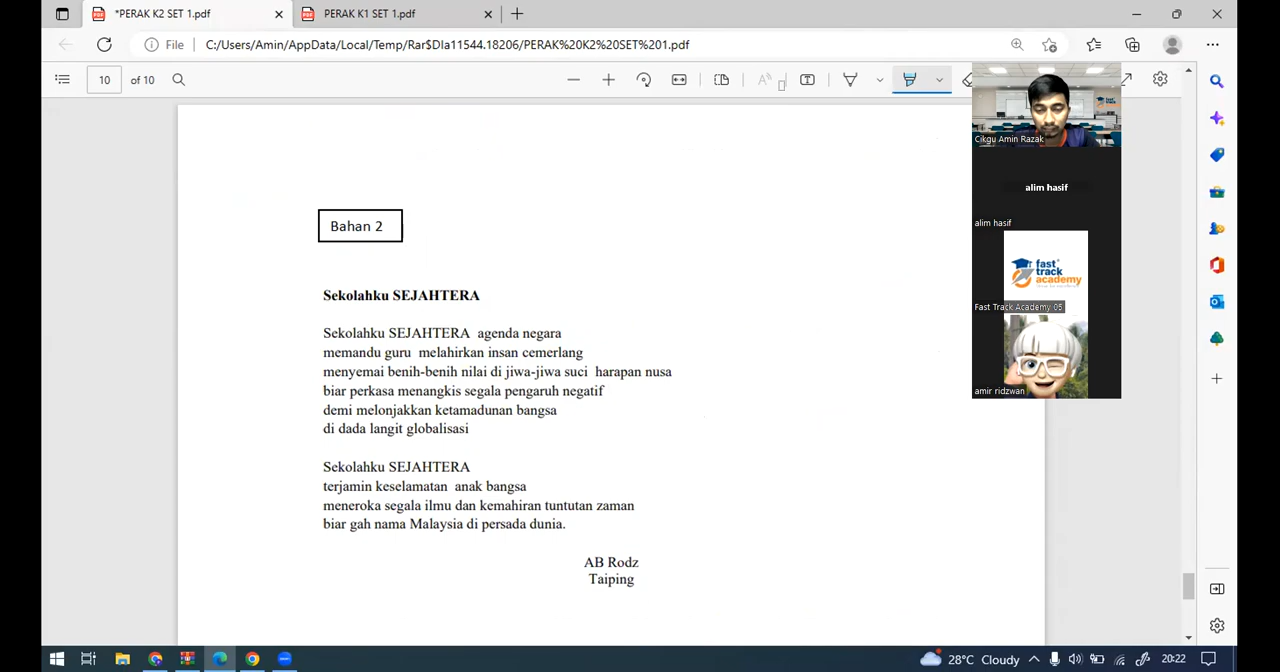 *PERAK K2 SET 1.pdf
PERAK K1 SET 1.pdf
File
C:/Users/Amin/AppData/Local/Temp/Rar$DIa11544.18206/PERAK%20K2%20SET%201.pdf
10 of 10
Cikgu Amin Razak
alim hasif
alim hasif
fast
track
academy
Fast Track Academy 05
amir ridzwan
Bahan 2
Sekolahku SEJAHTERA
Sekolahku SEJAHTERA agenda negara
memandu guru melahirkan insan cemerlang
menyemai benih-benih nilai di jiwa-jiwa suci harapan nusa
biar perkasa menangkis segala pengaruh negatif
demi melonjakkan ketamadunan bangsa
di dada langit globalisasi
Sekolahku SEJAHTERA
terjamin keselamatan anak bangsa
meneroka segala ilmu dan kemahiran tuntutan zaman
biar gah nama Malaysia di persada dunia.
AB Rodz
Taiping
28°C Cloudy
20:22